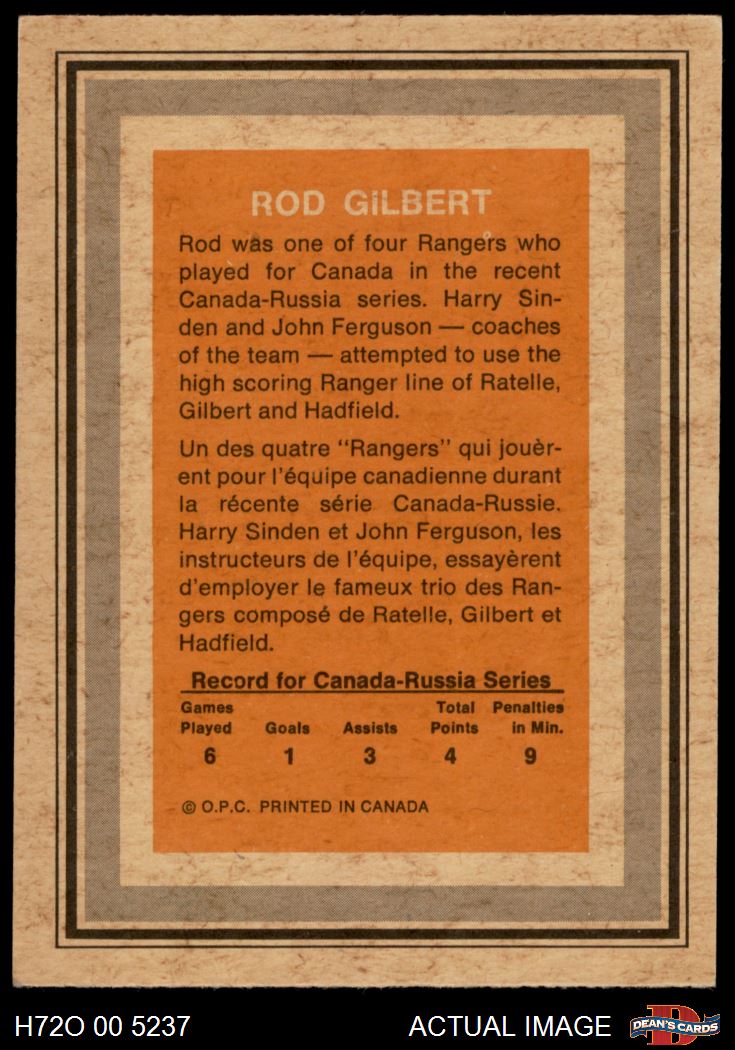 ROD GiLBERT
Rod was one of four Rangers who
played for Canada in the recent
Canada-Russia series. Harry Sin-
den and John Ferguson — coaches
of the team — attempted to use the
high scoring Ranger line of Ratelle,
Gilbert and Hadfield.
Un des quatre "Rangers" qui jouèr-
ent pour l'équipe canadienne durant
la récente série Canada-Russie.
Harry Sinden et John Ferguson, les
instructeurs de l'équipe, essayèrent
d'employer le fameux trio des Ran-
gers composé de Ratelle, Gilbert et
Hadfield.
Record for Canada-Russia Series
Games Total Penalties
Played Goals Assists Points in Min.
6 1 3 4 9
© O.P.C. PRINTED IN CANADA
H72O 00 5237 ACTUAL IMAGE DEAN'S CARDS